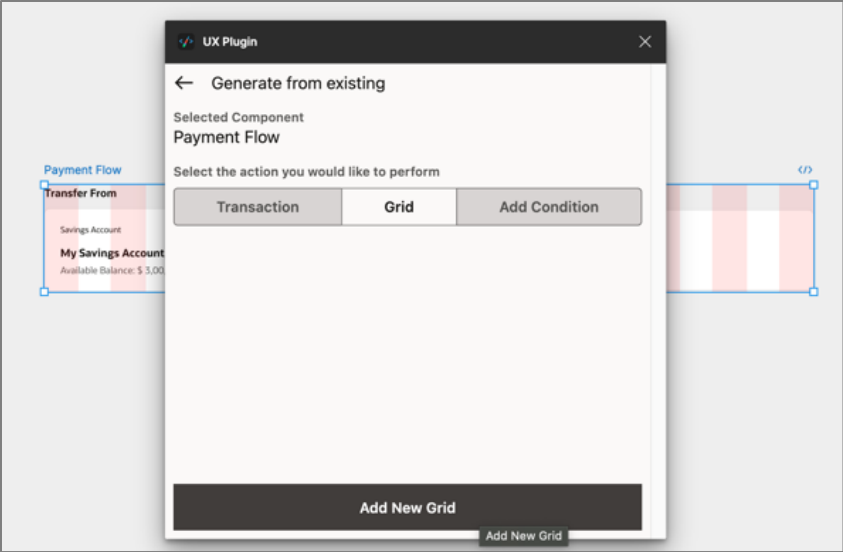 UX Plugin
Generate from existing
Selected Component
Payment Flow
Payment Flow
Select the action you would like to perform
Transfer From
Transaction Grid Add Condition
Savings Account
My Savings Account
Available Balance: $ 3,00
Add New Grid
Add New Grid